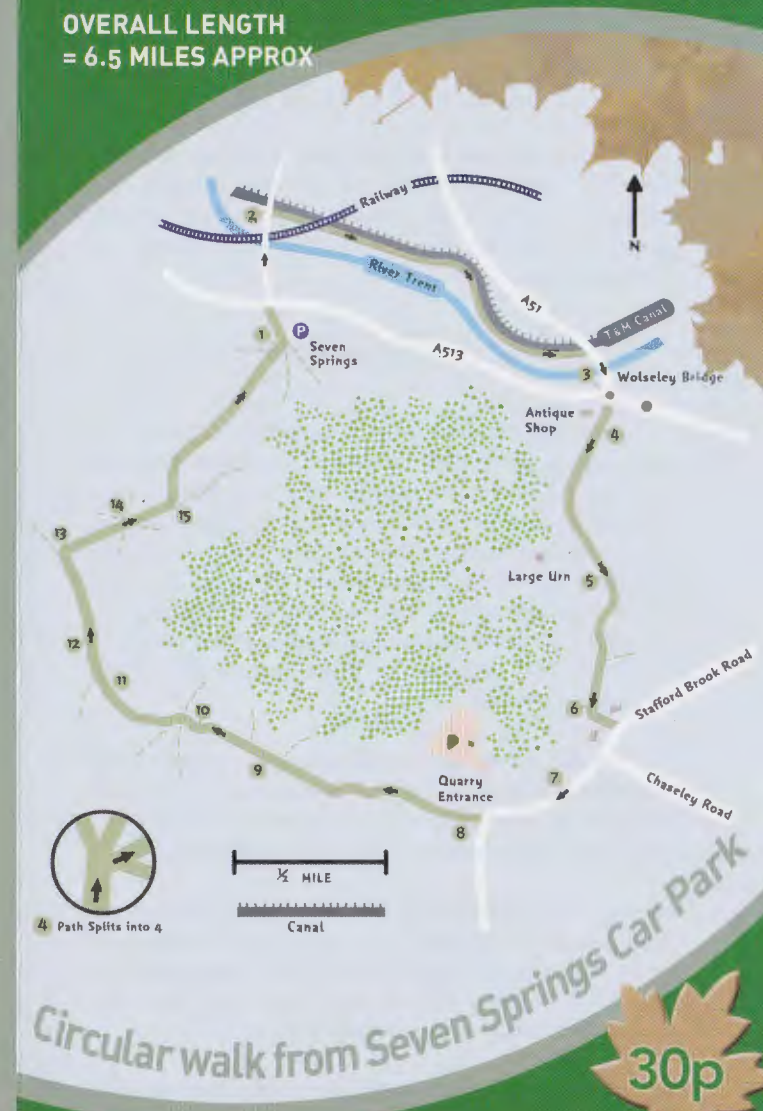 OVERALL LENGTH
= 6.5 MILES APPROX
Railway
2
N
River Trent
A51
T&M Canal
1
P
Seven
Springs
A513
3
Wolseley Bridge
Antique
Shop
4
14
15
13
Large Urn
5
12
11
10
6
Stafford Brook Road
9
7
Quarry
Entrance
Chaseley Road
8
½ MILE
4 Path Splits into 4
Canal
Circular walk from Seven Springs Car Park
30p